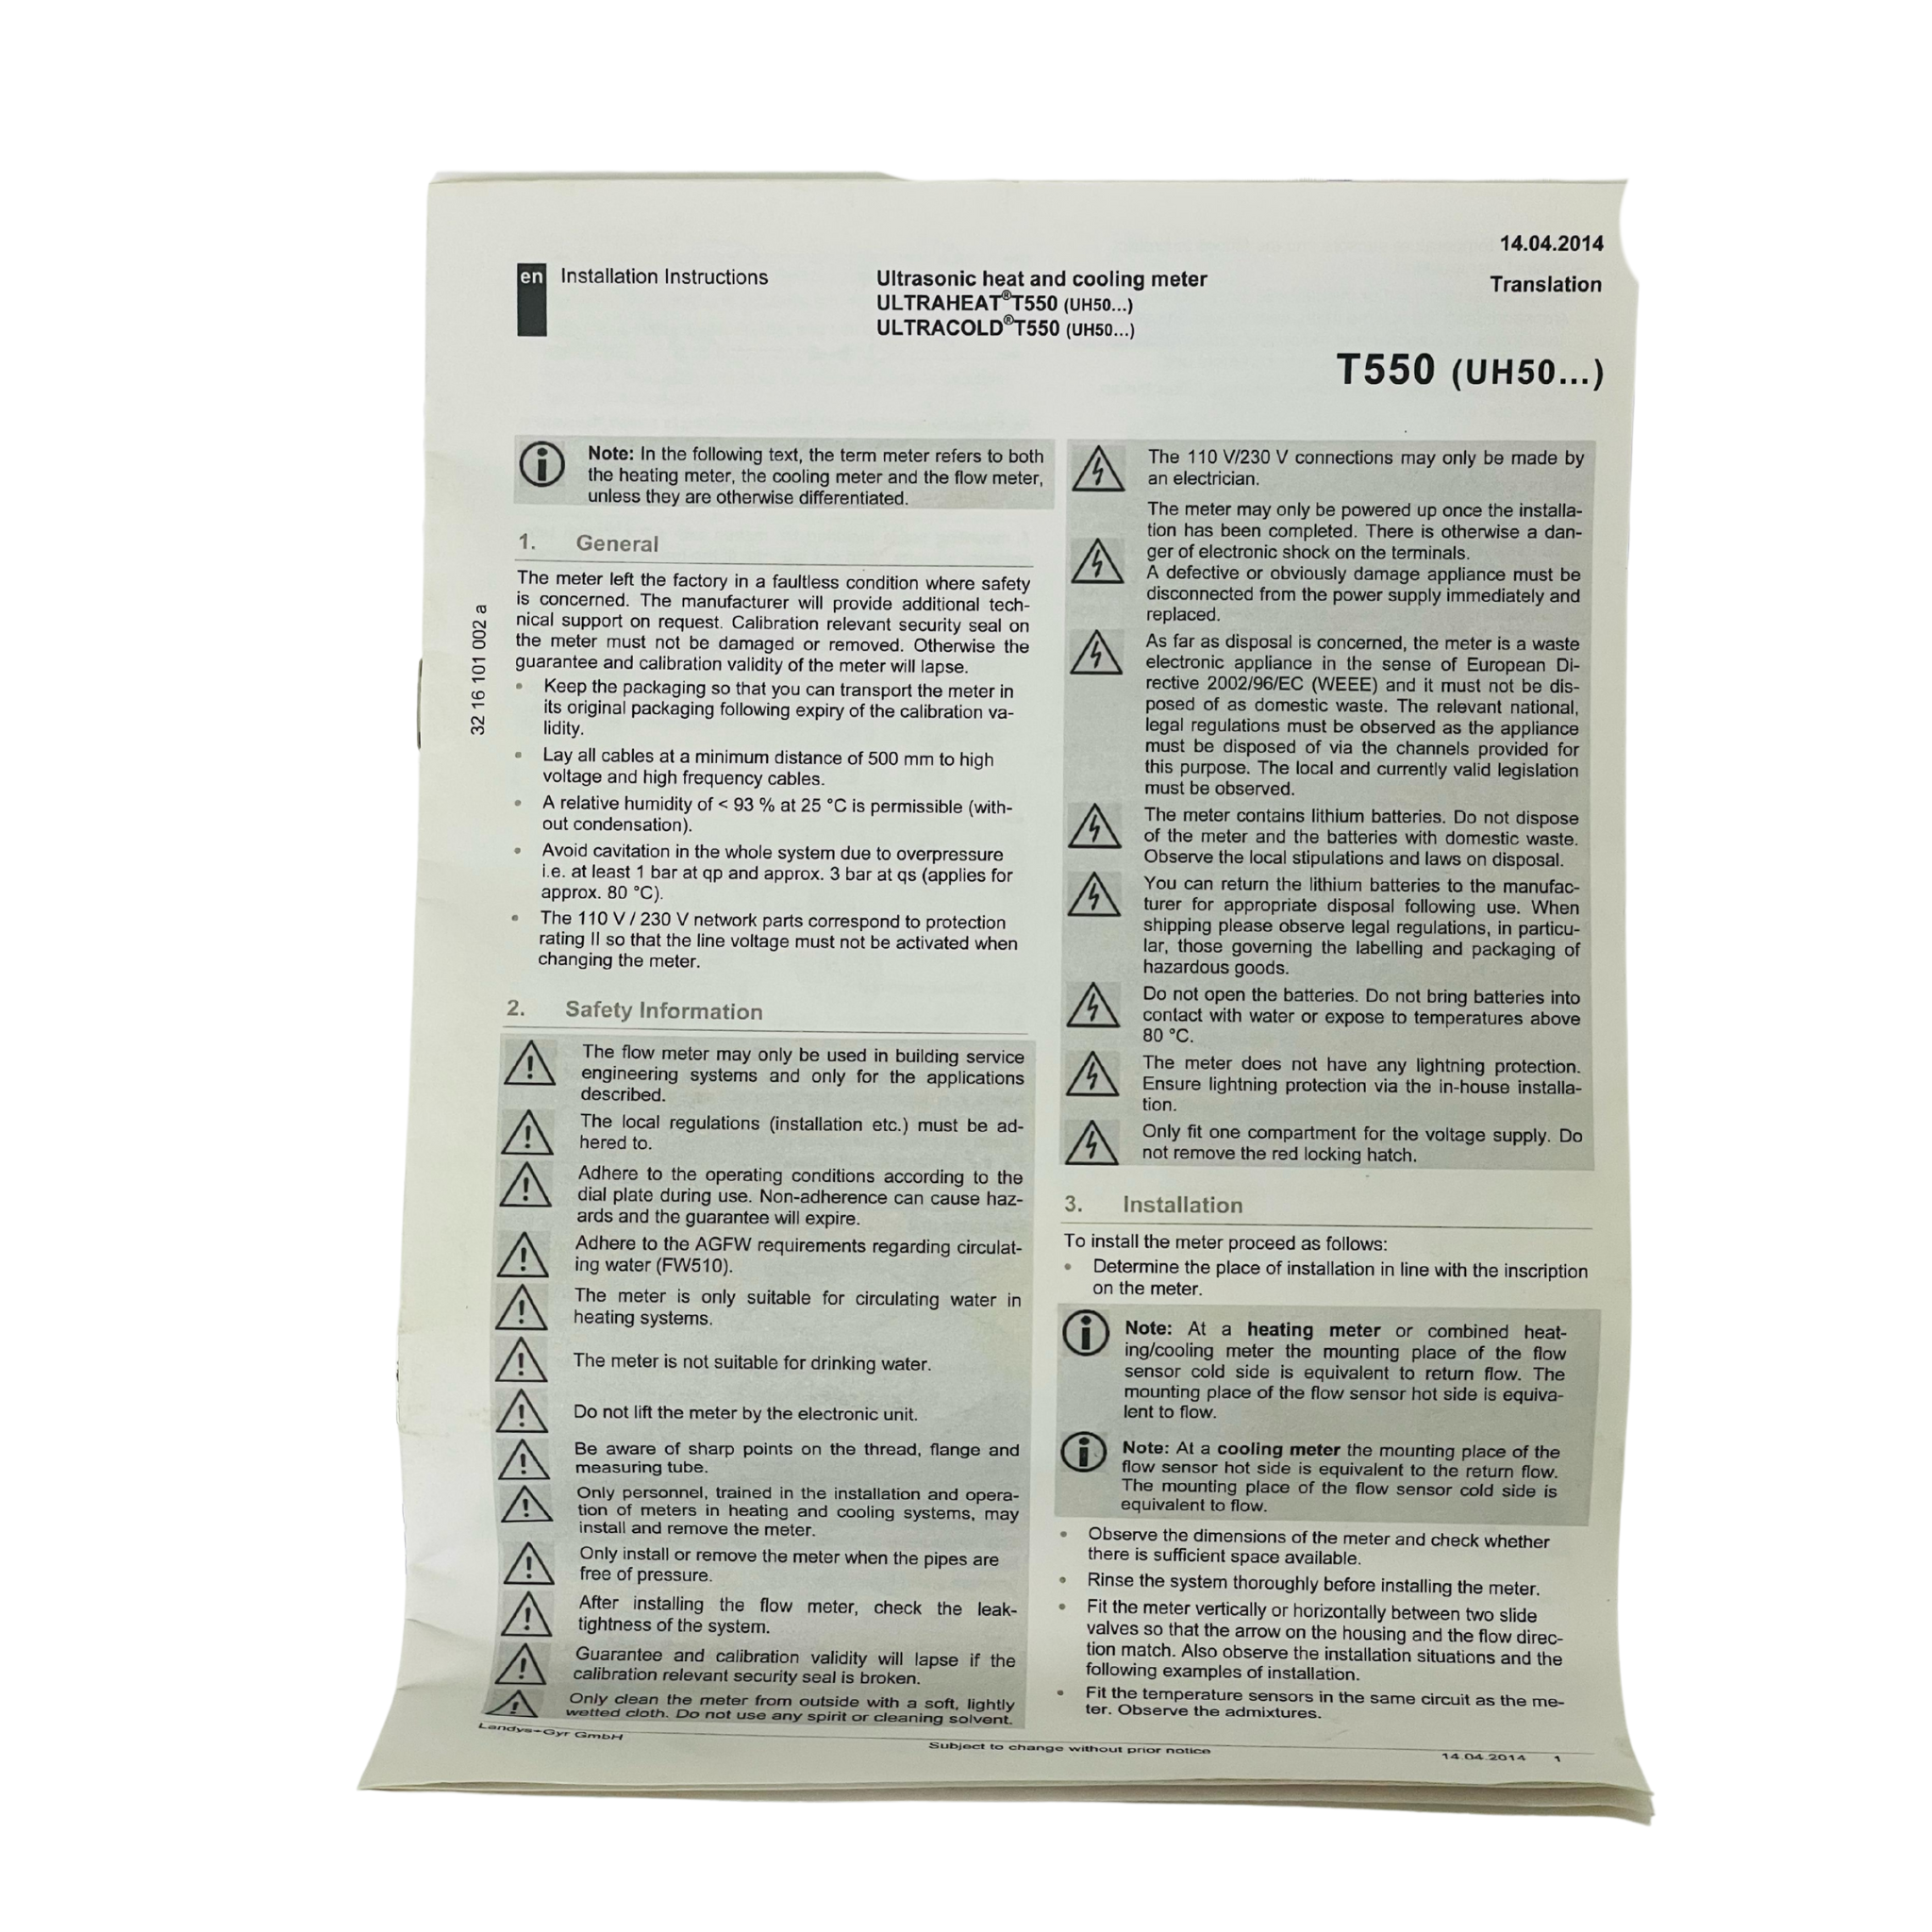 14.04.2014
en Installation Instructions
Ultrasonic heat and cooling meter
ULTRAHEAT®T550 (UH50...)
ULTRACOLD®T550 (UH50...)
Translation
T550 (UH50...)
32 16 101 002 a
Note: In the following text, the term meter refers to both
the heating meter, the cooling meter and the flow meter,
unless they are otherwise differentiated.
1. General
The meter left the factory in a faultless condition where safety
is concerned. The manufacturer will provide additional tech-
nical support on request. Calibration relevant security seal on
the meter must not be damaged or removed. Otherwise the
guarantee and calibration validity of the meter will lapse.
• Keep the packaging so that you can transport the meter in
its original packaging following expiry of the calibration va-
lidity.
• Lay all cables at a minimum distance of 500 mm to high
voltage and high frequency cables.
• A relative humidity of < 93 % at 25 °C is permissible (with-
out condensation).
• Avoid cavitation in the whole system due to overpressure
i.e. at least 1 bar at qp and approx. 3 bar at qs (applies for
approx. 80 °C).
• The 110 V / 230 V network parts correspond to protection
rating II so that the line voltage must not be activated when
changing the meter.
2. Safety Information
The flow meter may only be used in building service
engineering systems and only for the applications
described.
The local regulations (installation etc.) must be ad-
hered to.
Adhere to the operating conditions according to the
dial plate during use. Non-adherence can cause haz-
ards and the guarantee will expire.
Adhere to the AGFW requirements regarding circulat-
ing water (FW510).
The meter is only suitable for circulating water in
heating systems.
The meter is not suitable for drinking water.
Do not lift the meter by the electronic unit.
Be aware of sharp points on the thread, flange and
measuring tube.
Only personnel, trained in the installation and opera-
tion of meters in heating and cooling systems, may
install and remove the meter.
Only install or remove the meter when the pipes are
free of pressure.
After installing the flow meter, check the leak-
tightness of the system.
Guarantee and calibration validity will lapse if the
calibration relevant security seal is broken.
Only clean the meter from outside with a soft, lightly
wetted cloth. Do not use any spirit or cleaning solvent.
The 110 V/230 V connections may only be made by
an electrician.
The meter may only be powered up once the installa-
tion has been completed. There is otherwise a dan-
ger of electronic shock on the terminals.
A defective or obviously damage appliance must be
disconnected from the power supply immediately and
replaced.
As far as disposal is concerned, the meter is a waste
electronic appliance in the sense of European Di-
rective 2002/96/EC (WEEE) and it must not be dis-
posed of as domestic waste. The relevant national,
legal regulations must be observed as the appliance
must be disposed of via the channels provided for
this purpose. The local and currently valid legislation
must be observed.
The meter contains lithium batteries. Do not dispose
of the meter and the batteries with domestic waste.
Observe the local stipulations and laws on disposal.
You can return the lithium batteries to the manufac-
turer for appropriate disposal following use. When
shipping please observe legal regulations, in particu-
lar, those governing the labelling and packaging of
hazardous goods.
Do not open the batteries. Do not bring batteries into
contact with water or expose to temperatures above
80 °C.
The meter does not have any lightning protection.
Ensure lightning protection via the in-house installa-
tion.
Only fit one compartment for the voltage supply. Do
not remove the red locking hatch.
3. Installation
To install the meter proceed as follows:
• Determine the place of installation in line with the inscription
on the meter.
Note: At a heating meter or combined heat-
ing/cooling meter the mounting place of the flow
sensor cold side is equivalent to return flow. The
mounting place of the flow sensor hot side is equiva-
lent to flow.
Note: At a cooling meter the mounting place of the
flow sensor hot side is equivalent to the return flow.
The mounting place of the flow sensor cold side is
equivalent to flow.
• Observe the dimensions of the meter and check whether
there is sufficient space available.
• Rinse the system thoroughly before installing the meter.
• Fit the meter vertically or horizontally between two slide
valves so that the arrow on the housing and the flow direc-
tion match. Also observe the installation situations and the
following examples of installation.
• Fit the temperature sensors in the same circuit as the me-
ter. Observe the admixtures.
Landys+Gyr GmbH
Subject to change without prior notice
14.04.2014 1